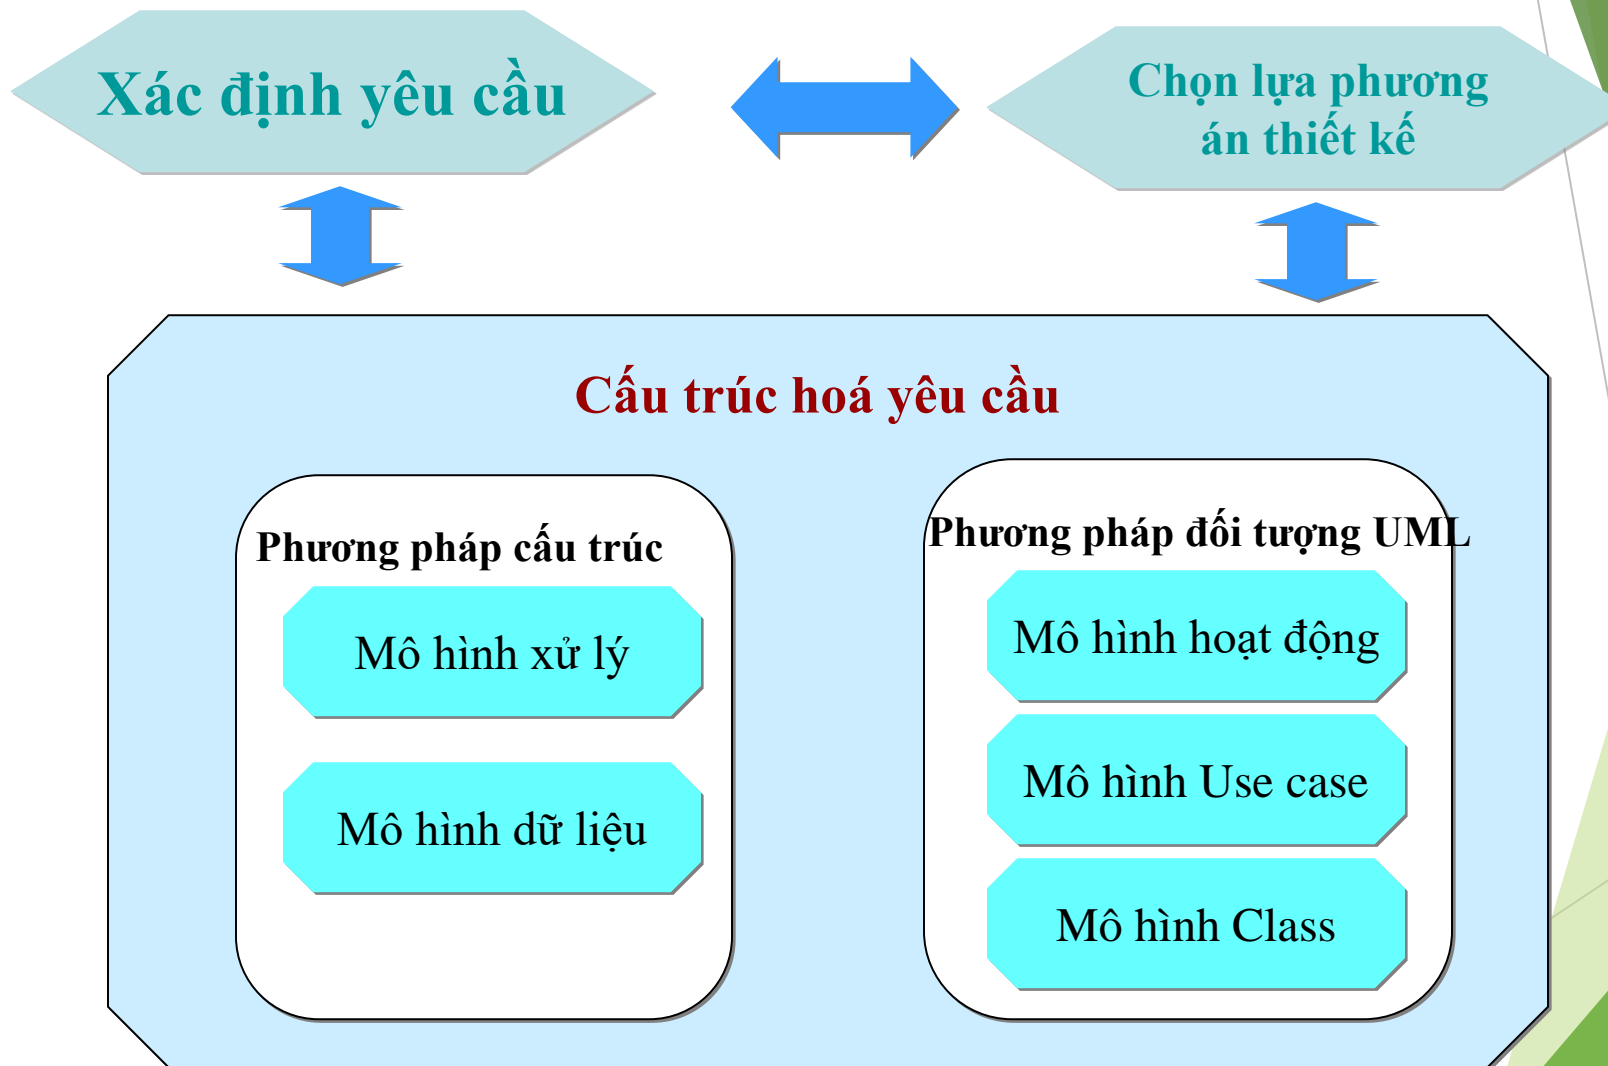 Xác định yêu cầu
Chọn lựa phương
án thiết kế
Cấu trúc hoá yêu cầu
Phương pháp cấu trúc
Mô hình xử lý
Mô hình dữ liệu
Phương pháp đối tượng UML
Mô hình hoạt động
Mô hình Use case
Mô hình Class